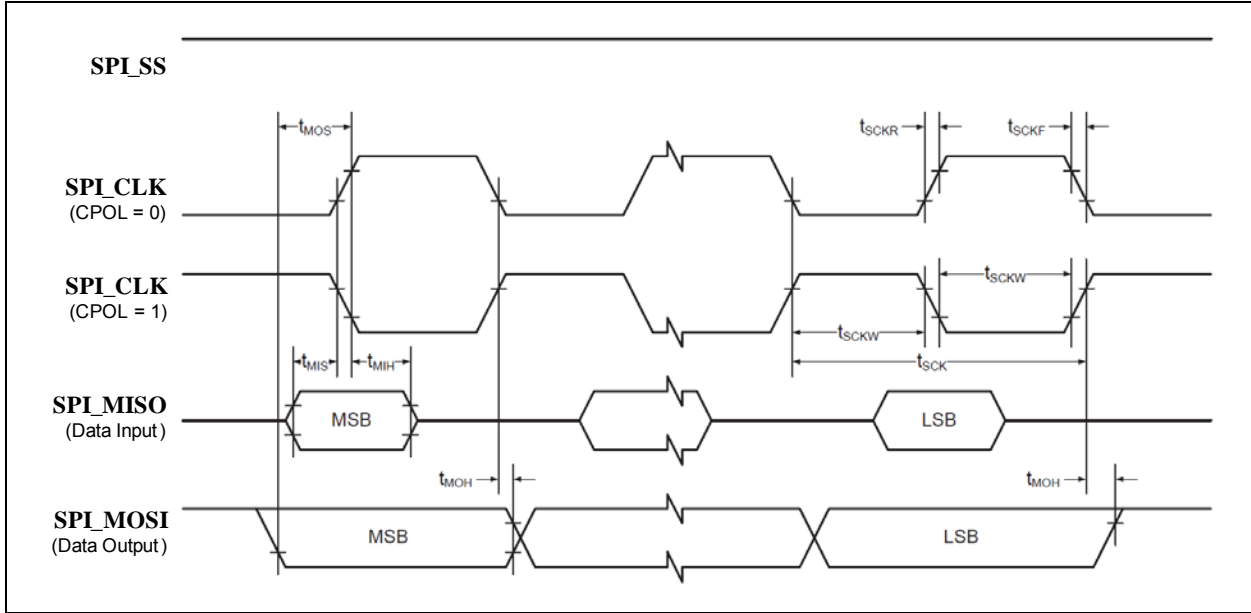 SPI_SS
tMOS
tSCKR
tSCKF
SPI_CLK
(CPOL = 0)
SPI_CLK
(CPOL = 1)
tSCKW
tSCKW
tSCK
tMIS
tMIH
SPI_MISO
(Data Input)
MSB
LSB
tMOH
tMOH
SPI_MOSI
(Data Output)
MSB
LSB